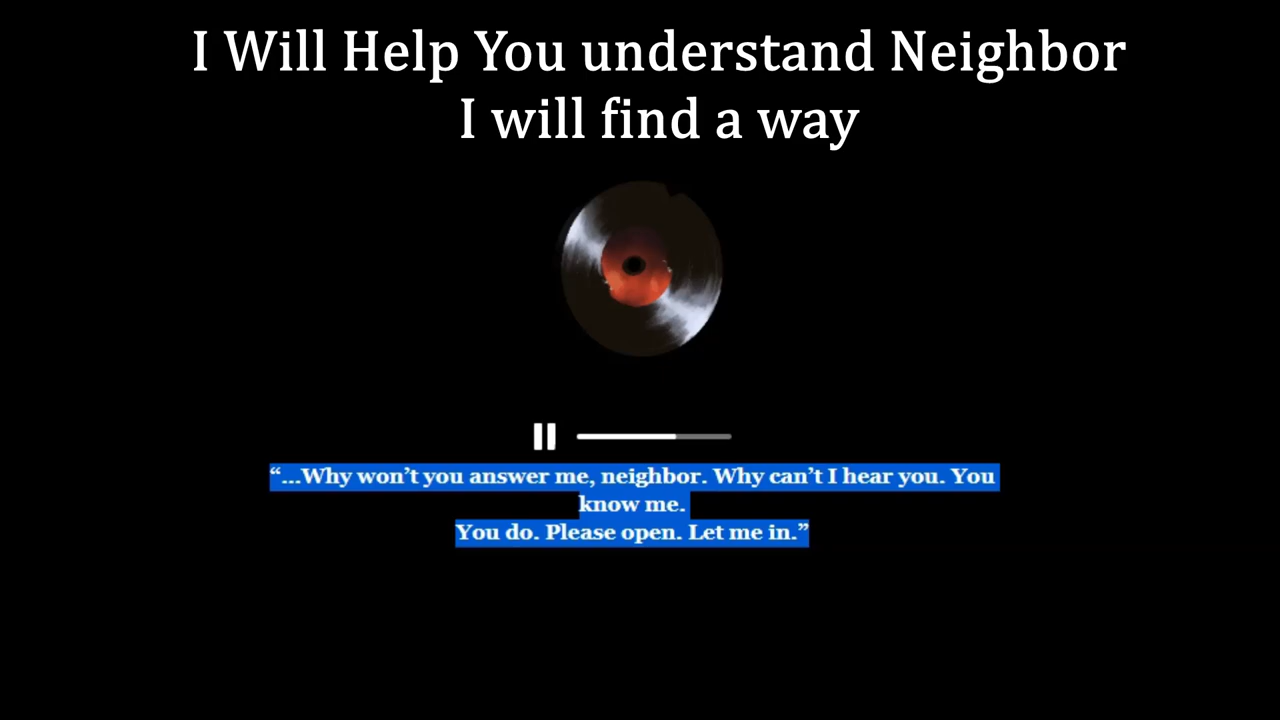 I Will Help You understand Neighbor
I will find a way
“...Why won’t you answer me, neighbor. Why can’t I hear you. You
know me.
You do. Please open. Let me in.”